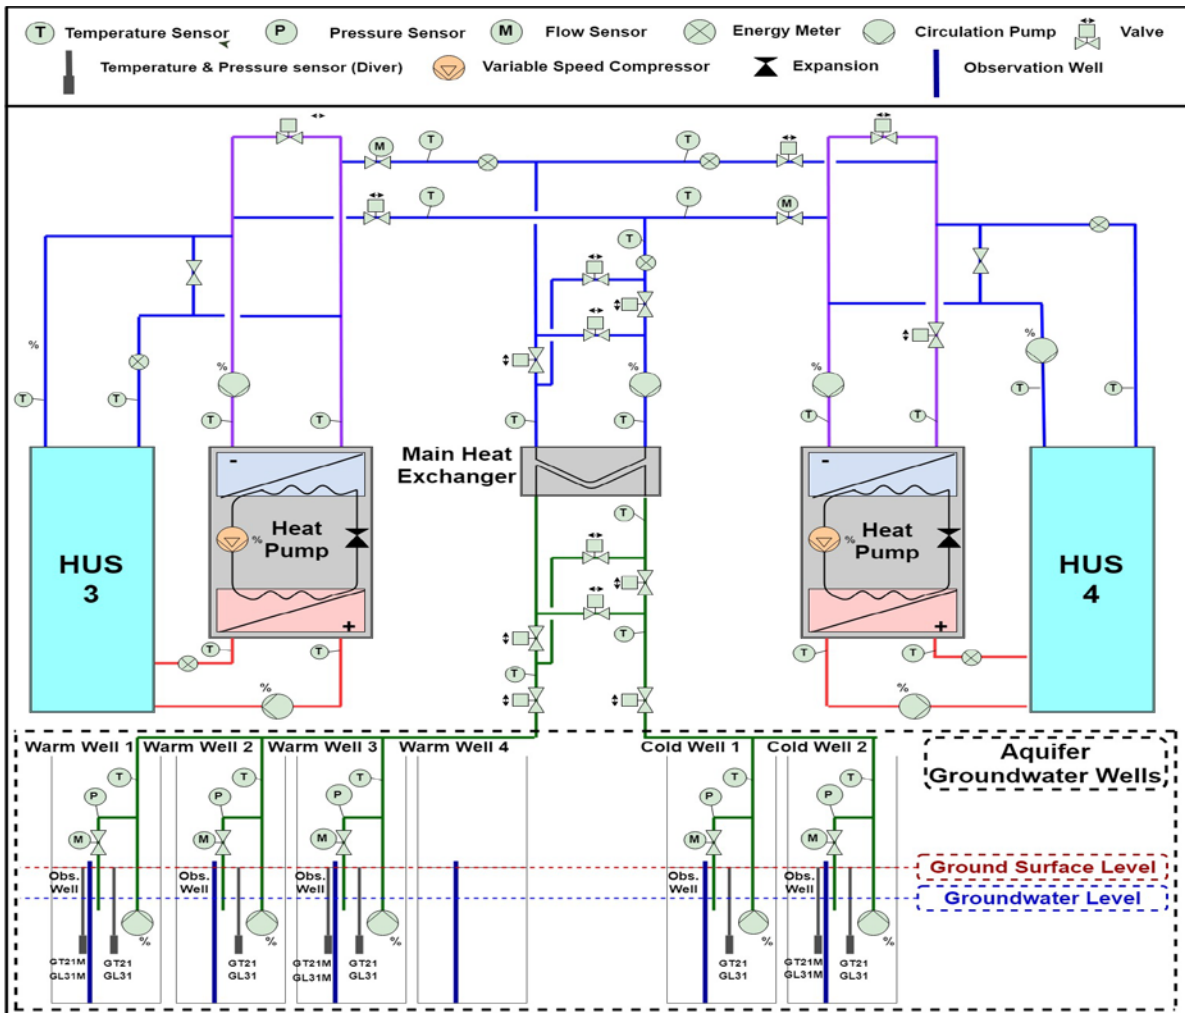 T Temperature Sensor P Pressure Sensor M Flow Sensor Energy Meter Circulation Pump Valve
Temperature & Pressure sensor (Diver) Variable Speed Compressor Expansion Observation Well
M T T
T T M
T
%
% % % %
T T T T T T T T T T
Main Heat
Exchanger
- -
T
HUS
3
Heat
Pump
%
Heat
Pump
%
HUS
4
+ +
T T T T T
T
% %
Warm Well 1 Warm Well 2 Warm Well 3 Warm Well 4 Cold Well 1 Cold Well 2
Aquifer
Groundwater Wells
T T T T T
P P P P P
M M M M M
Ground Surface Level
Obs.
Well
Obs.
Well
Obs.
Well
Obs.
Well
Obs.
Well
Groundwater Level
% % % % %
GT21M
GL31M
GT21
GL31
GT21
GL31
GT21M
GL31M
GT21
GL31
GT21
GL31
GT21M
GL31M
GT21
GL31